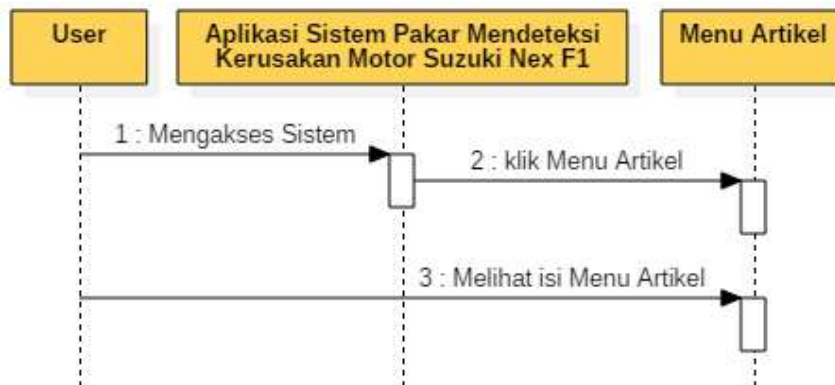 User
Aplikasi Sistem Pakar Mendeteksi
Kerusakan Motor Suzuki Nex F1
Menu Artikel
1 : Mengakses Sistem
2 : klik Menu Artikel
3 : Melihat isi Menu Artikel